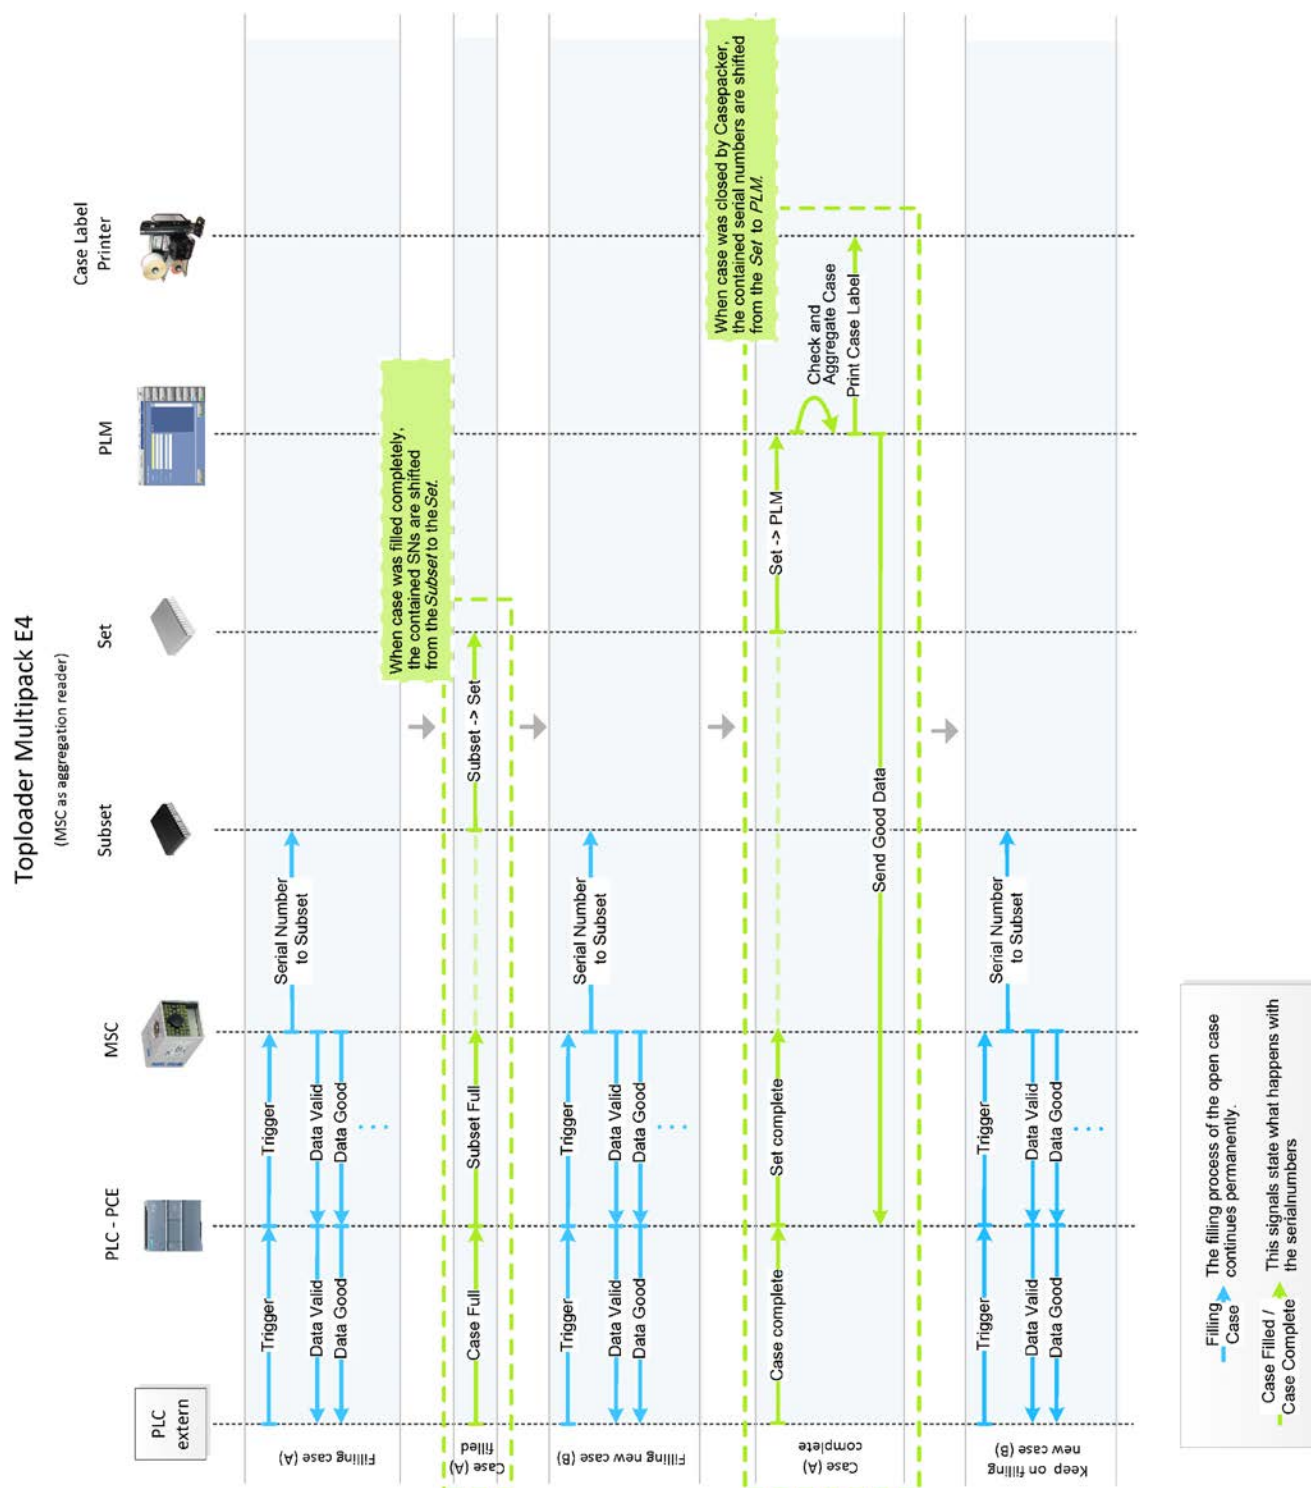 Toploader Multipack E4
(MSC as aggregation reader)
PLC
extern
PLC - PCE
MSC
Subset
Set
PLM
Case Label
Printer
Filling case (A)
Trigger
Trigger
Serial Number
to Subset
Data Valid
Data Valid
Data Good
Data Good
...
When case was filled completely,
the contained SNs are shifted
from the Subset to the Set.
Case (A)
filled
Case Full
Subset Full
Subset -> Set
Filling new case (B)
Trigger
Trigger
Serial Number
to Subset
Data Valid
Data Valid
Data Good
Data Good
...
When case was closed by Casepacker,
the contained serial numbers are shifted
from the Set to PLM.
Case (A)
complete
Case complete
Set complete
Set -> PLM
Check and
Aggregate Case
Print Case Label
Send Good Data
Keep on filling
new case (B)
Trigger
Trigger
Serial Number
to Subset
Data Valid
Data Valid
Data Good
Data Good
...
Filling
Case
The filling process of the open case
continues permanently.
Case Filled /
Case Complete
This signals state what happens with
the serialnumbers